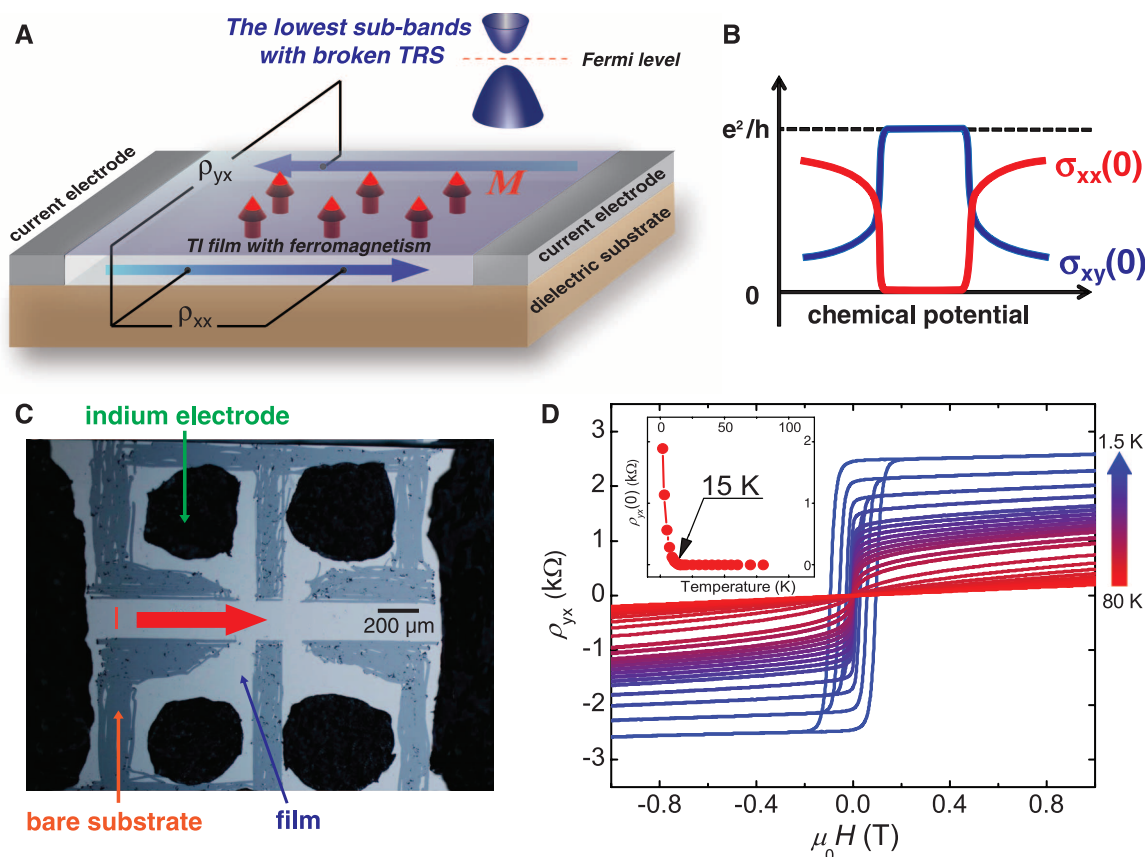 A
The lowest sub-bands
with broken TRS
Fermi level
ρyx
M
current electrode
TI film with ferromagnetism
current electrode
dielectric substrate
ρxx
B
e²/h
σxx(0)
σxy(0)
0
chemical potential
C
indium electrode
200 μm
bare substrate
film
D
3
2
1
0
-1
-2
-3
ρyx (kΩ)
0 50 100
2
1
0
ρyx(0) (kΩ)
15 K
Temperature (K)
1.5 K
80 K
-0.8 -0.4 0.0 0.4 0.8
μ0H (T)